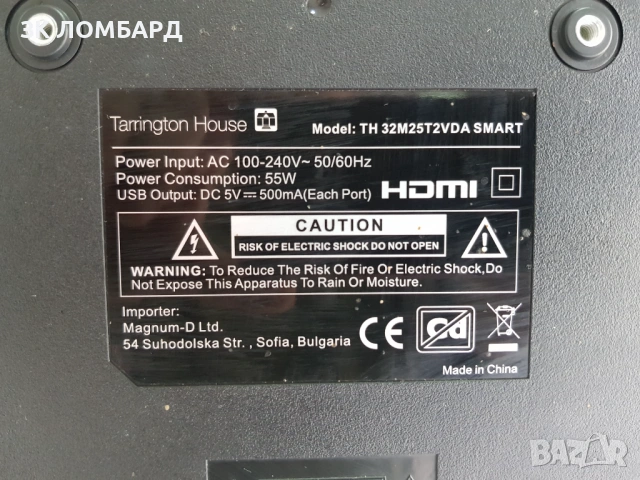 ЗК ЛОМБАРД
Tarrington House
Model: TH 32M25T2VDA SMART
Power Input: AC 100-240V~ 50/60Hz
Power Consumption: 55W
USB Output: DC 5V⎓500mA(Each Port)
HDMI
CAUTION
RISK OF ELECTRIC SHOCK DO NOT OPEN
WARNING: To Reduce The Risk Of Fire Or Electric Shock,Do
Not Expose This Apparatus To Rain Or Moisture.
Importer:
Magnum-D Ltd.
54 Suhodolska Str. , Sofia, Bulgaria
CE
Cd
Made in China
BAZAR